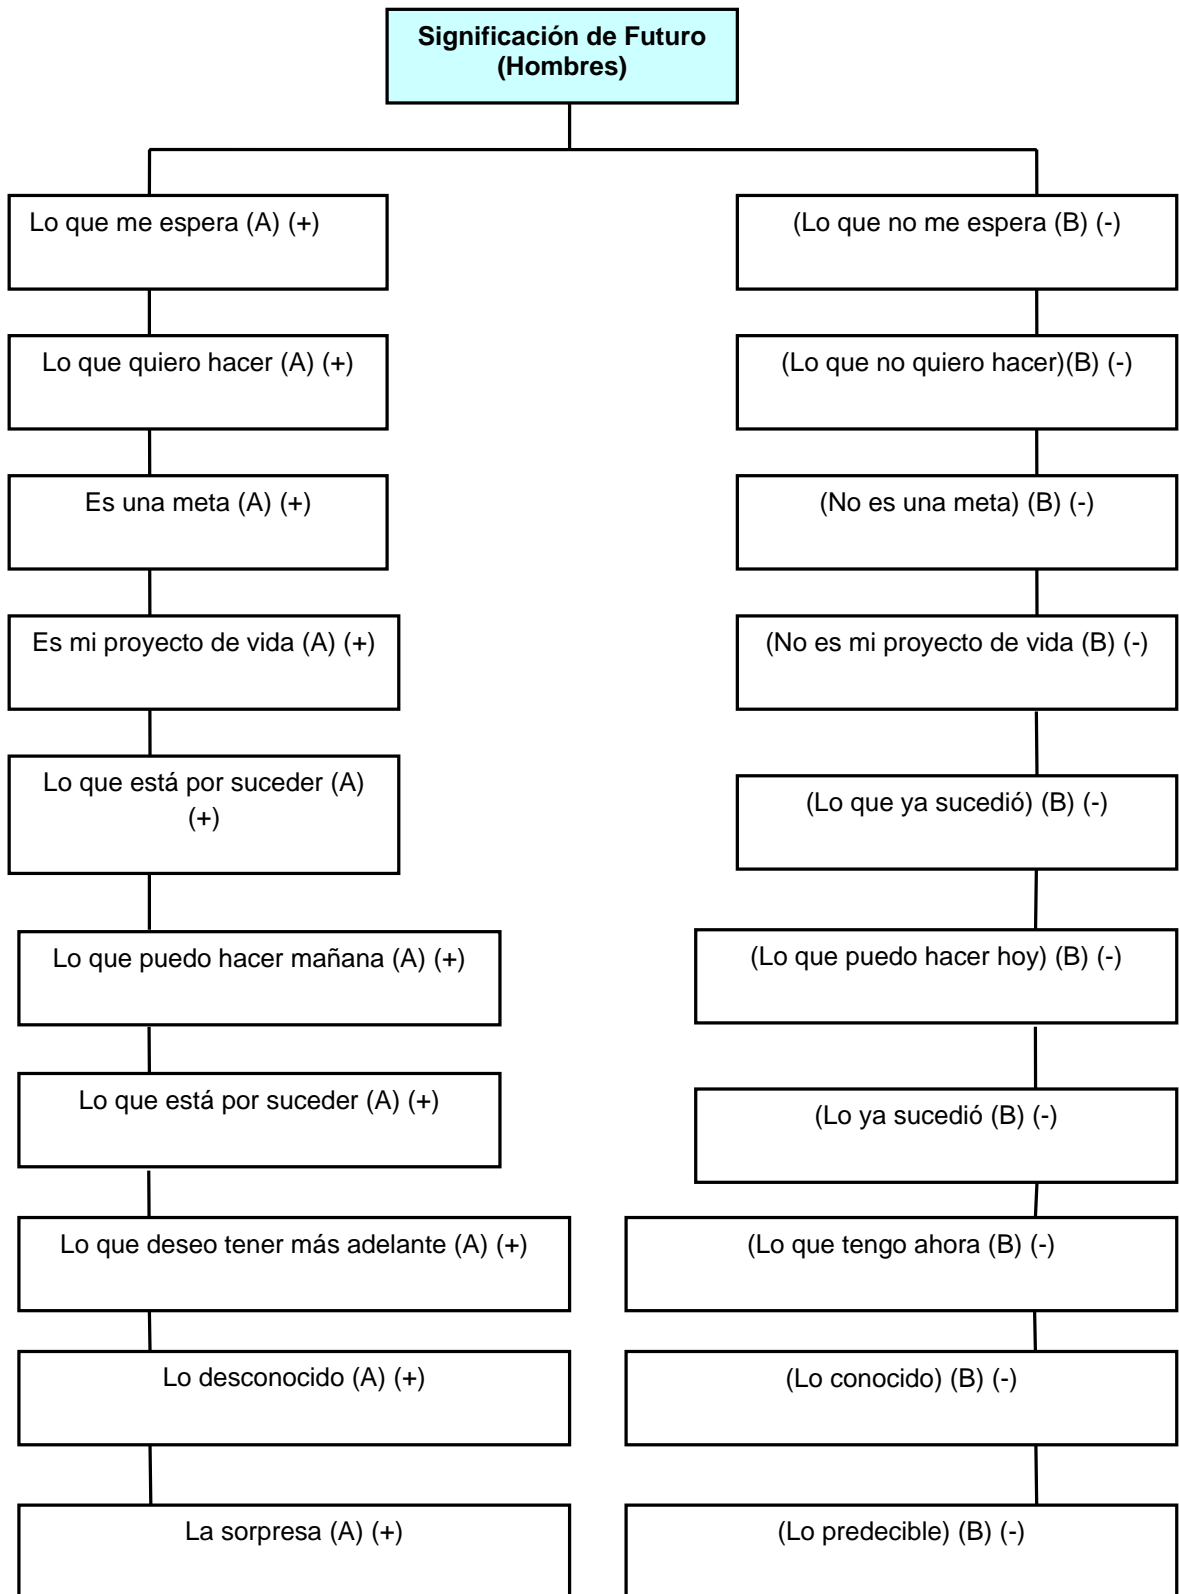 Significación de Futuro
(Hombres)
Lo que me espera (A) (+)
(Lo que no me espera (B) (-)
Lo que quiero hacer (A) (+)
(Lo que no quiero hacer)(B) (-)
Es una meta (A) (+)
(No es una meta) (B) (-)
Es mi proyecto de vida (A) (+)
(No es mi proyecto de vida (B) (-)
Lo que está por suceder (A)
(+)
(Lo que ya sucedió) (B) (-)
Lo que puedo hacer mañana (A) (+)
(Lo que puedo hacer hoy) (B) (-)
Lo que está por suceder (A) (+)
(Lo ya sucedió (B) (-)
Lo que deseo tener más adelante (A) (+)
(Lo que tengo ahora (B) (-)
Lo desconocido (A) (+)
(Lo conocido) (B) (-)
La sorpresa (A) (+)
(Lo predecible) (B) (-)